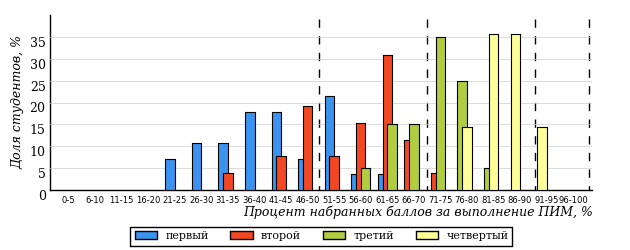 Доля студентов, %
35
30
25
20
15
10
5
0
0-5 6-10 11-15 16-20 21-25 26-30 31-35 36-40 41-45 46-50 51-55 56-60 61-65 66-70 71-75 76-80 81-85 86-90 91-95 96-100
Процент набранных баллов за выполнение ПИМ, %
первый второй третий четвертый